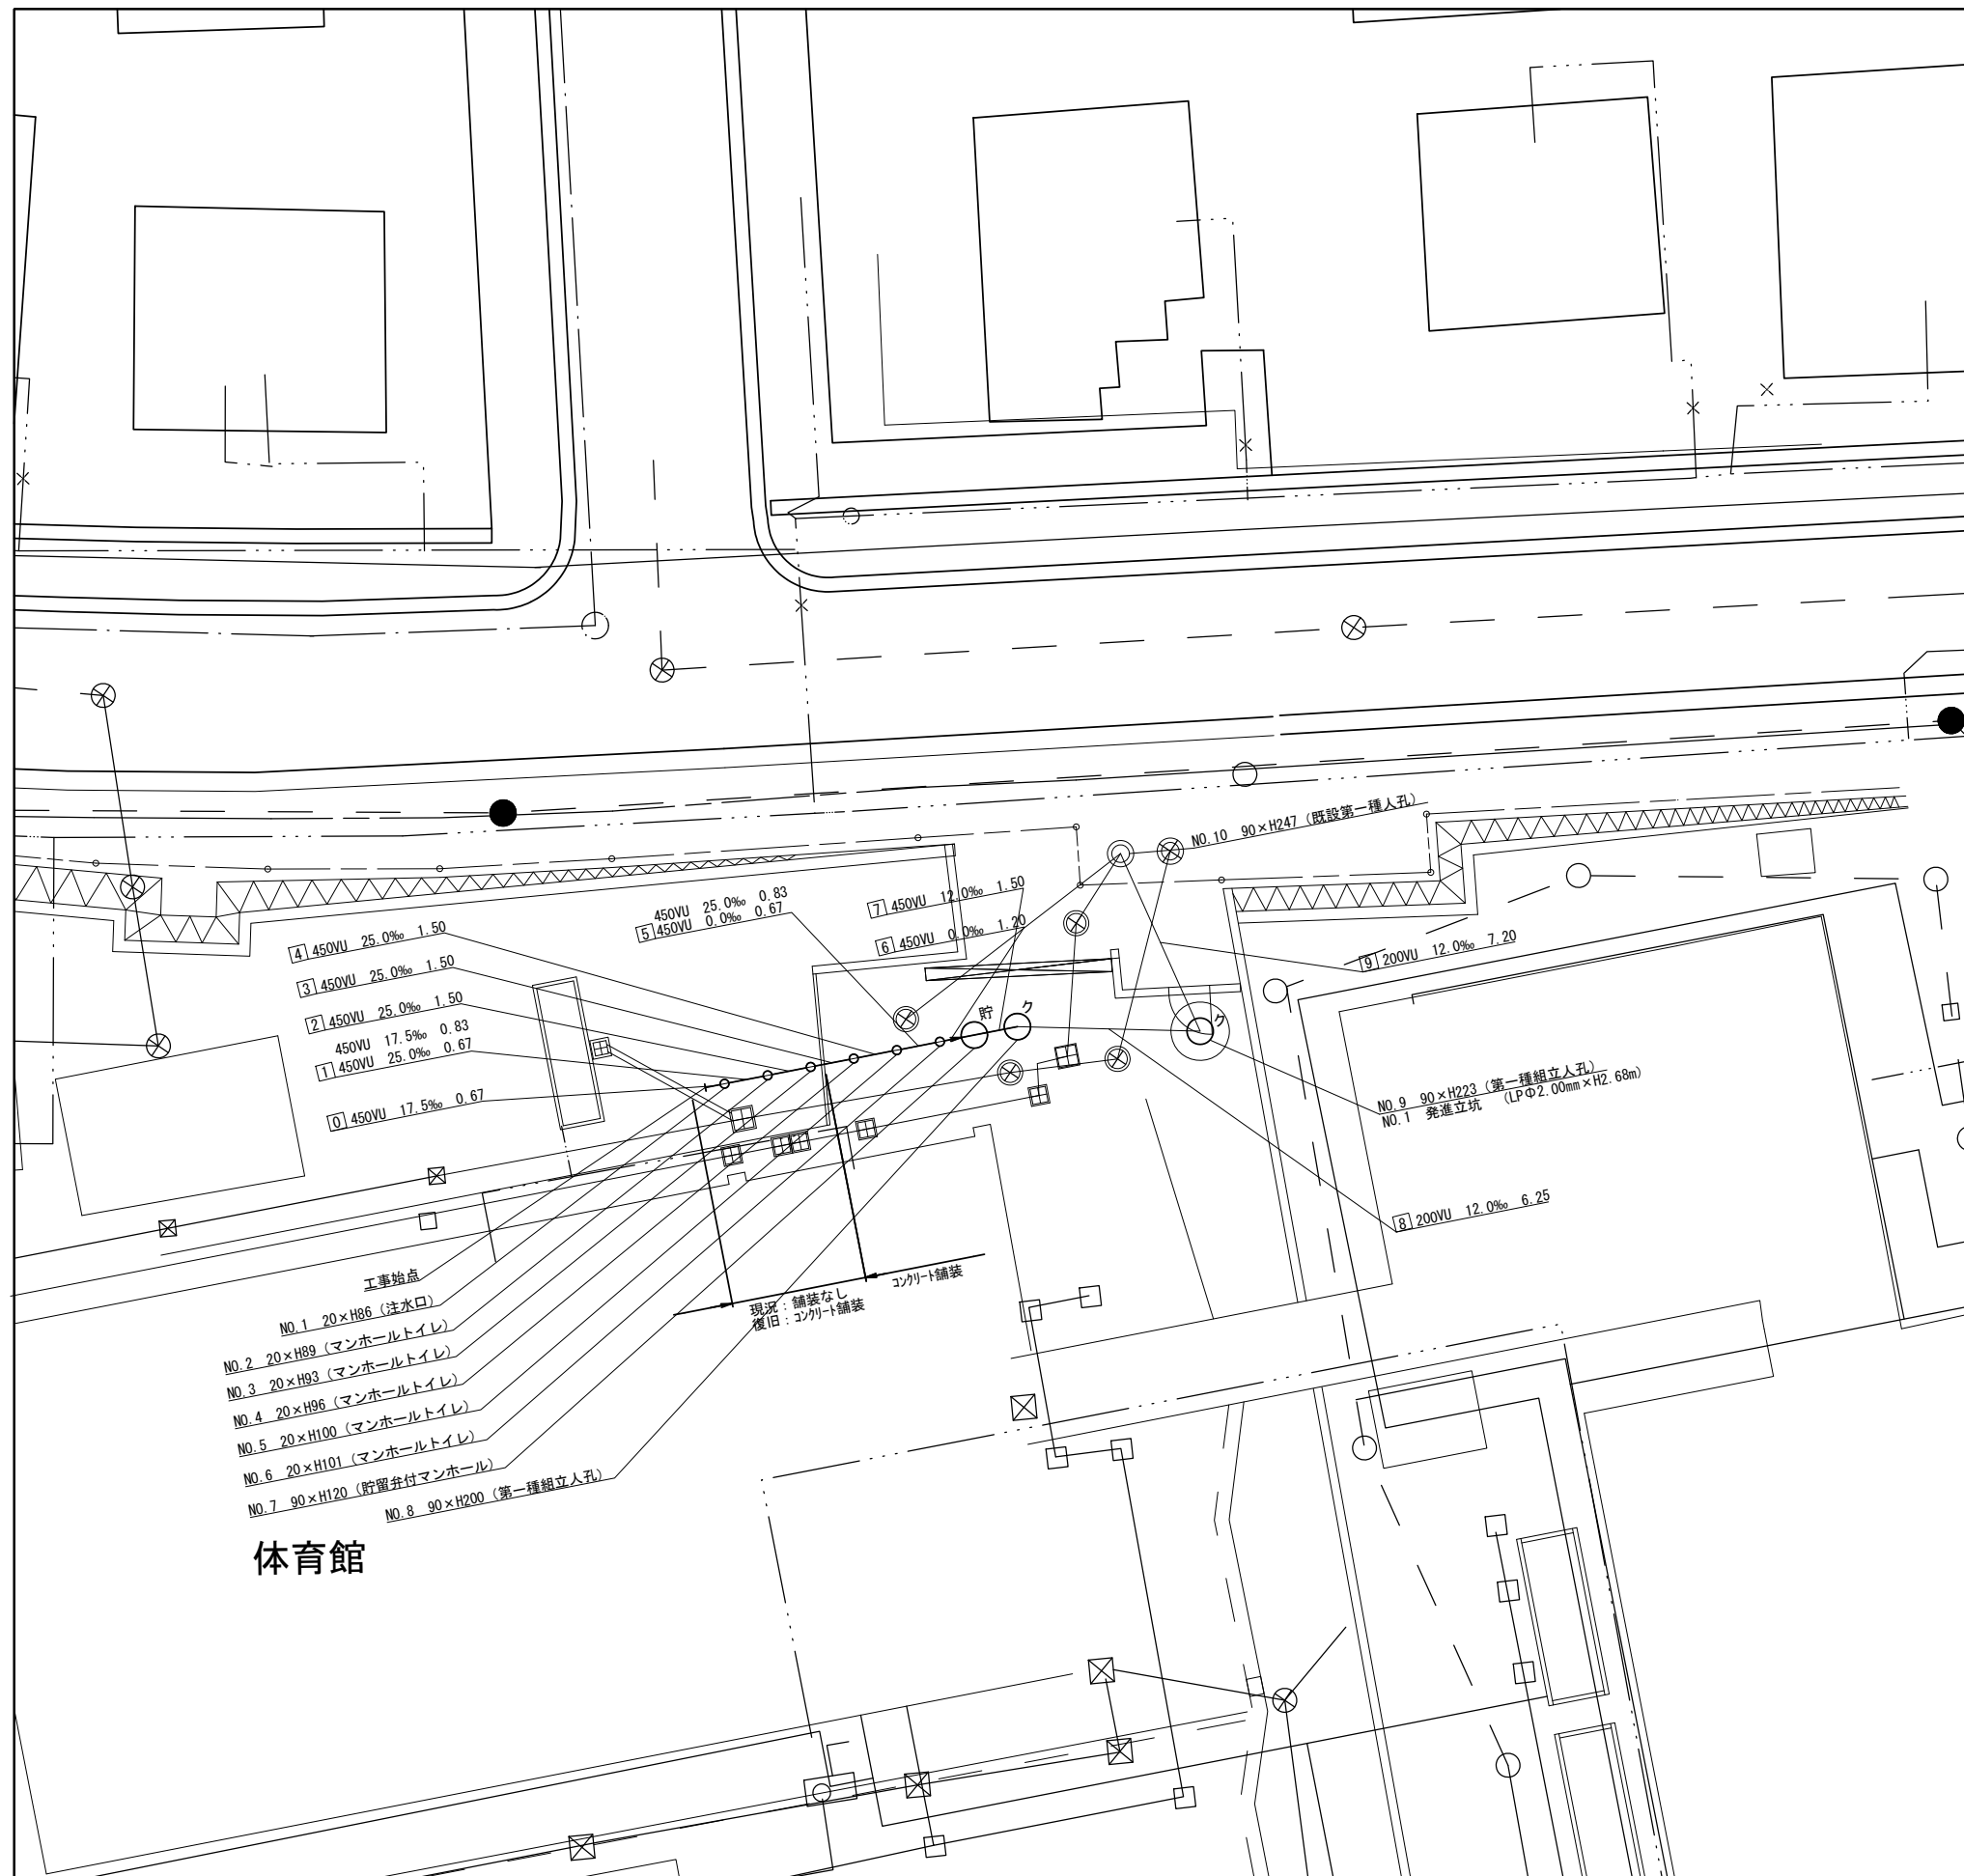 NO.10 90×H247(既設第一種人孔)
450VU 25.0‰ 0.83
5 450VU 0.0‰ 0.67
7 450VU 12.0‰ 1.50
6 450VU 0.0‰ 1.20
4 450VU 25.0‰ 1.50
3 450VU 25.0‰ 1.50
2 450VU 25.0‰ 1.50
450VU 17.5‰ 0.83
1 450VU 25.0‰ 0.67
0 450VU 17.5‰ 0.67
9 200VU 12.0‰ 7.20
貯
ク
ク
NO.9 90×H223(第一種組立人孔)
NO.1 発進立坑 (LPΦ2.00mm×H2.68m)
8 200VU 12.0‰ 6.25
工事始点
コンクリート舗装
現況:舗装なし
復旧:コンクリート舗装
NO.1 20×H86(注水口)
NO.2 20×H89(マンホールトイレ)
NO.3 20×H93(マンホールトイレ)
NO.4 20×H96(マンホールトイレ)
NO.5 20×H100(マンホールトイレ)
NO.6 20×H101(マンホールトイレ)
NO.7 90×H120(貯留弁付マンホール)
NO.8 90×H200(第一種組立人孔)
体育館